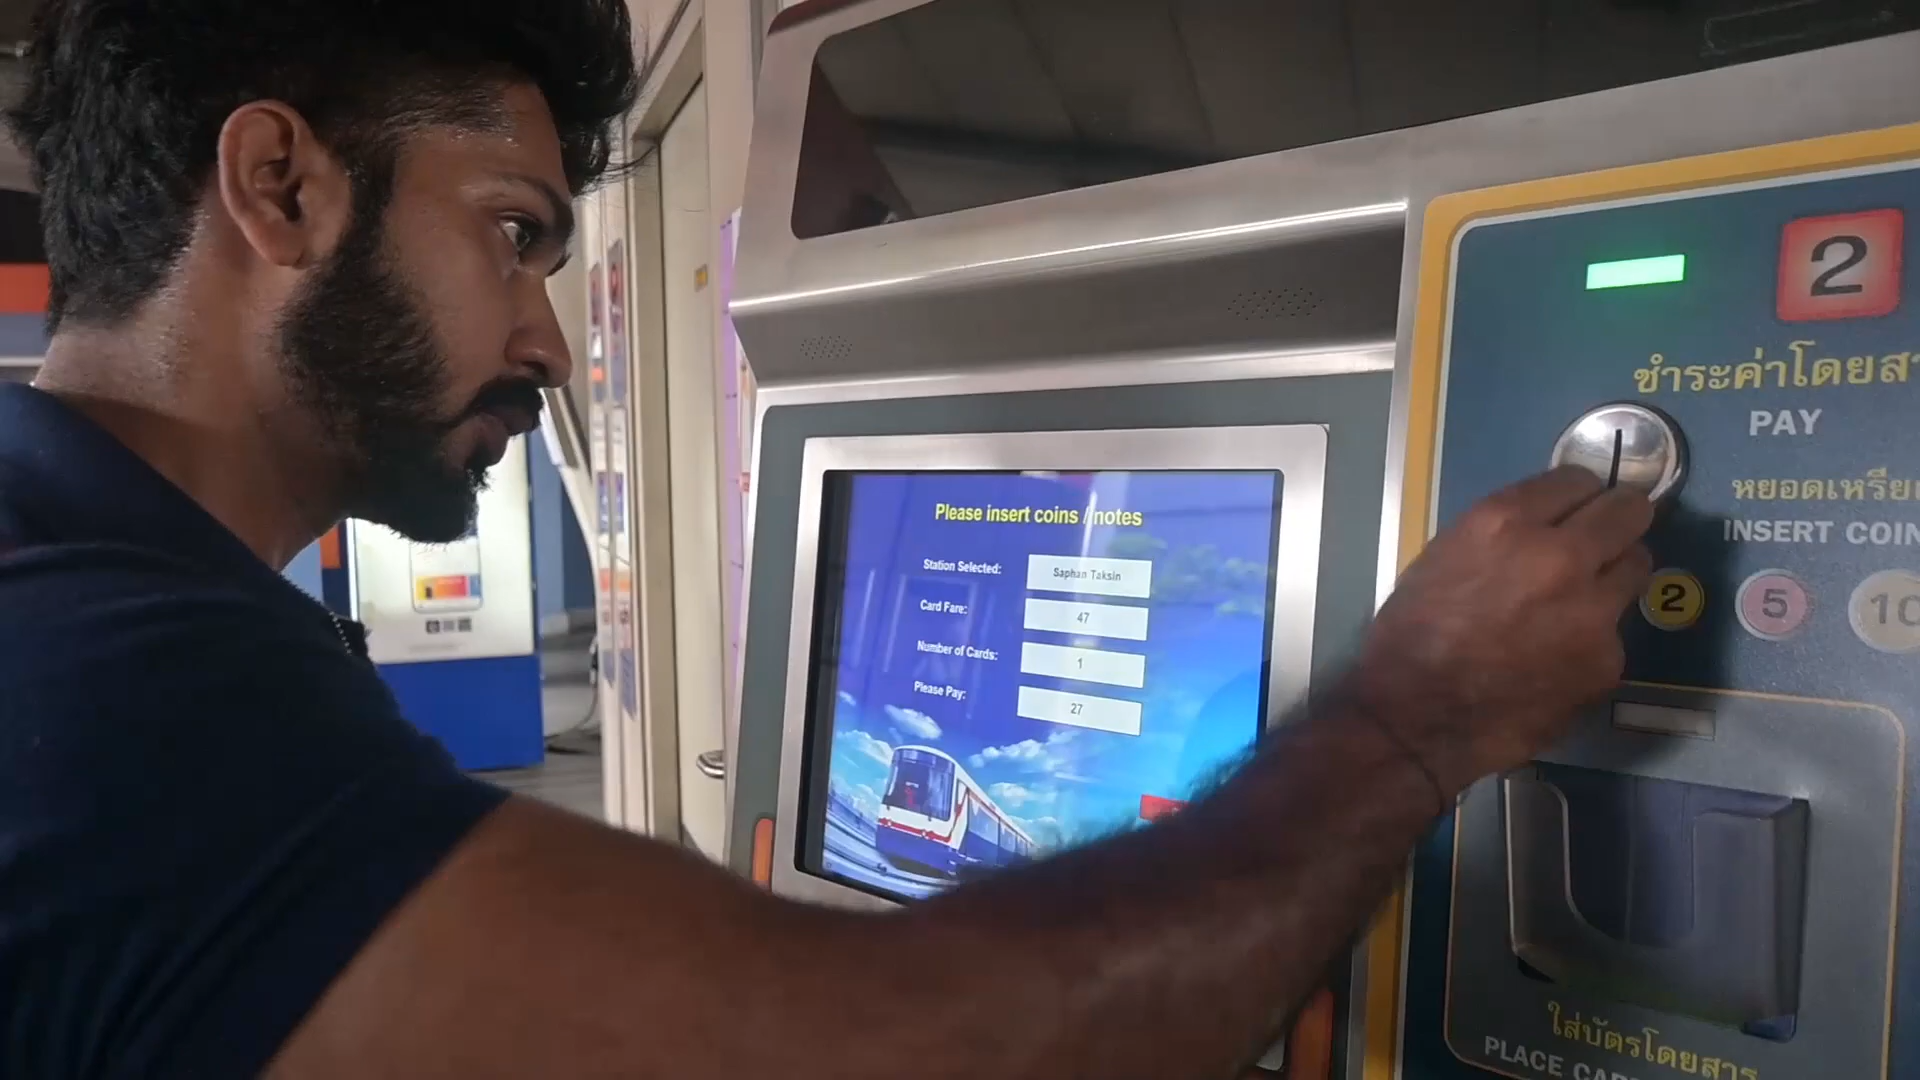 Please insert coins / notes
Station Selected: Saphan Taksin
Card Fare: 47
Number of Cards: 1
Please Pay: 27
2
ชำระค่าโดยสา
PAY
หยอดเหรีย
INSERT COIN
2 5 10
ใส่บัตรโดยสาร
PLACE CAR